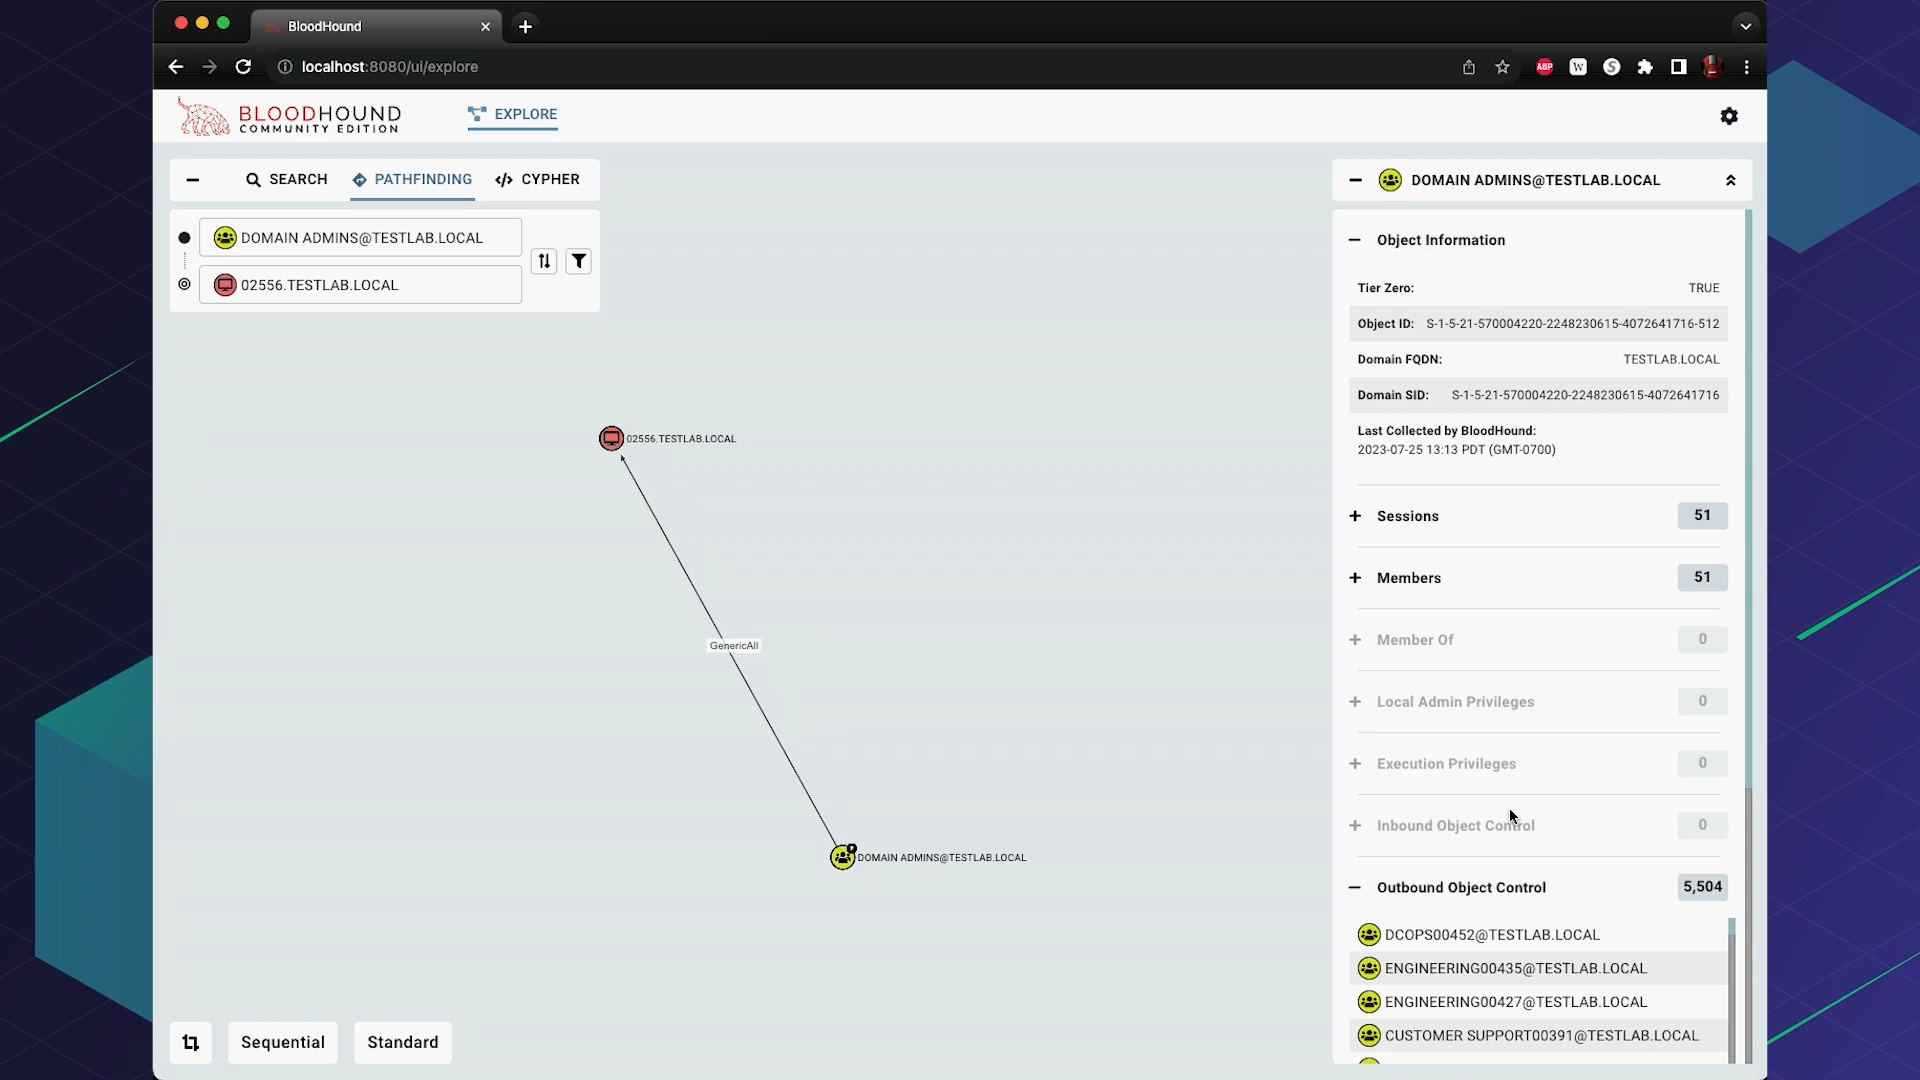 BloodHound
localhost:8080/ui/explore
ABP
W
S
BLOODHOUND
COMMUNITY EDITION
EXPLORE
SEARCH
PATHFINDING
</> CYPHER
DOMAIN ADMINS@TESTLAB.LOCAL
02556.TESTLAB.LOCAL
02556.TESTLAB.LOCAL
GenericAll
DOMAIN ADMINS@TESTLAB.LOCAL
Sequential
Standard
DOMAIN ADMINS@TESTLAB.LOCAL
Object Information
Tier Zero: TRUE
Object ID: S-1-5-21-570004220-2248230615-4072641716-512
Domain FQDN: TESTLAB.LOCAL
Domain SID: S-1-5-21-570004220-2248230615-4072641716
Last Collected by BloodHound:
2023-07-25 13:13 PDT (GMT-0700)
Sessions 51
Members 51
Member Of 0
Local Admin Privileges 0
Execution Privileges 0
Inbound Object Control 0
Outbound Object Control 5,504
DCOPS00452@TESTLAB.LOCAL
ENGINEERING00435@TESTLAB.LOCAL
ENGINEERING00427@TESTLAB.LOCAL
CUSTOMER SUPPORT00391@TESTLAB.LOCAL